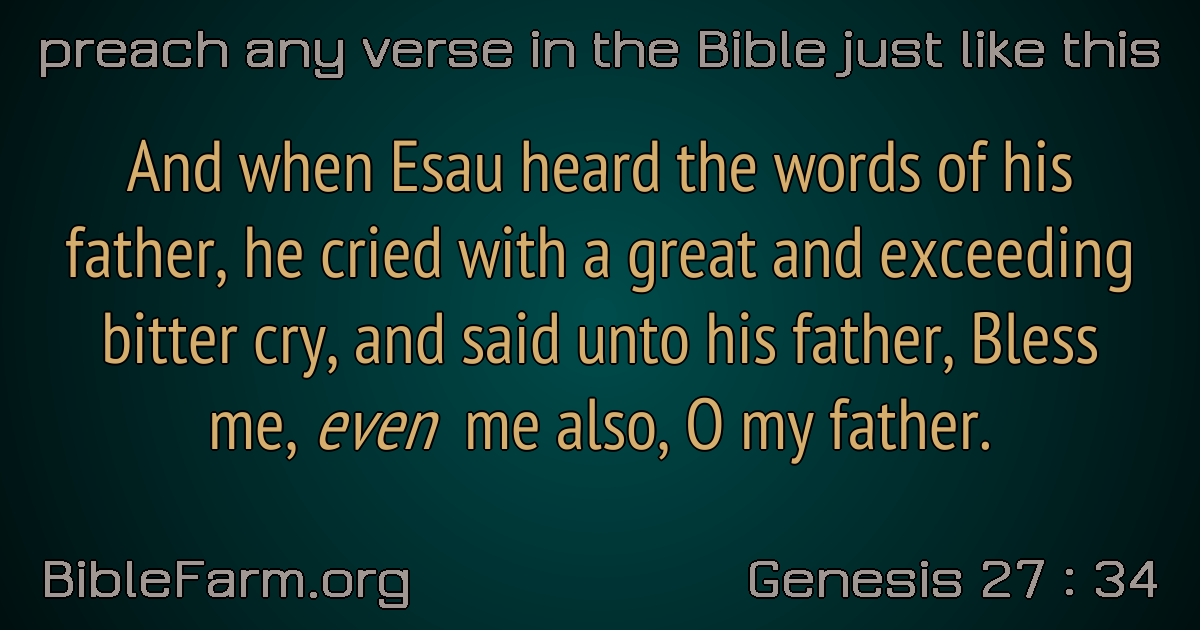 preach any verse in the Bible just like this
And when Esau heard the words of his
father, he cried with a great and exceeding
bitter cry, and said unto his father, Bless
me, even me also, O my father.
BibleFarm.org
Genesis 27 : 34